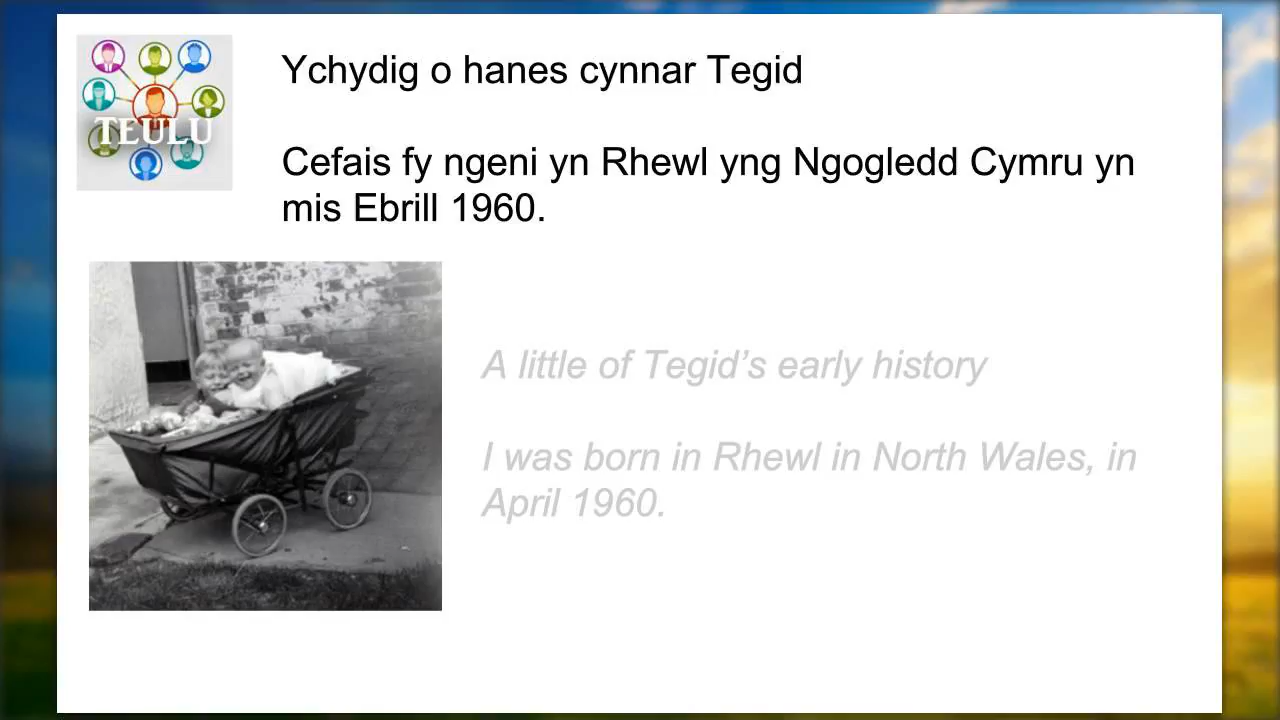 TEULU
Ychydig o hanes cynnar Tegid
Cefais fy ngeni yn Rhewl yng Ngogledd Cymru yn
mis Ebrill 1960.
A little of Tegid’s early history
I was born in Rhewl in North Wales, in
April 1960.